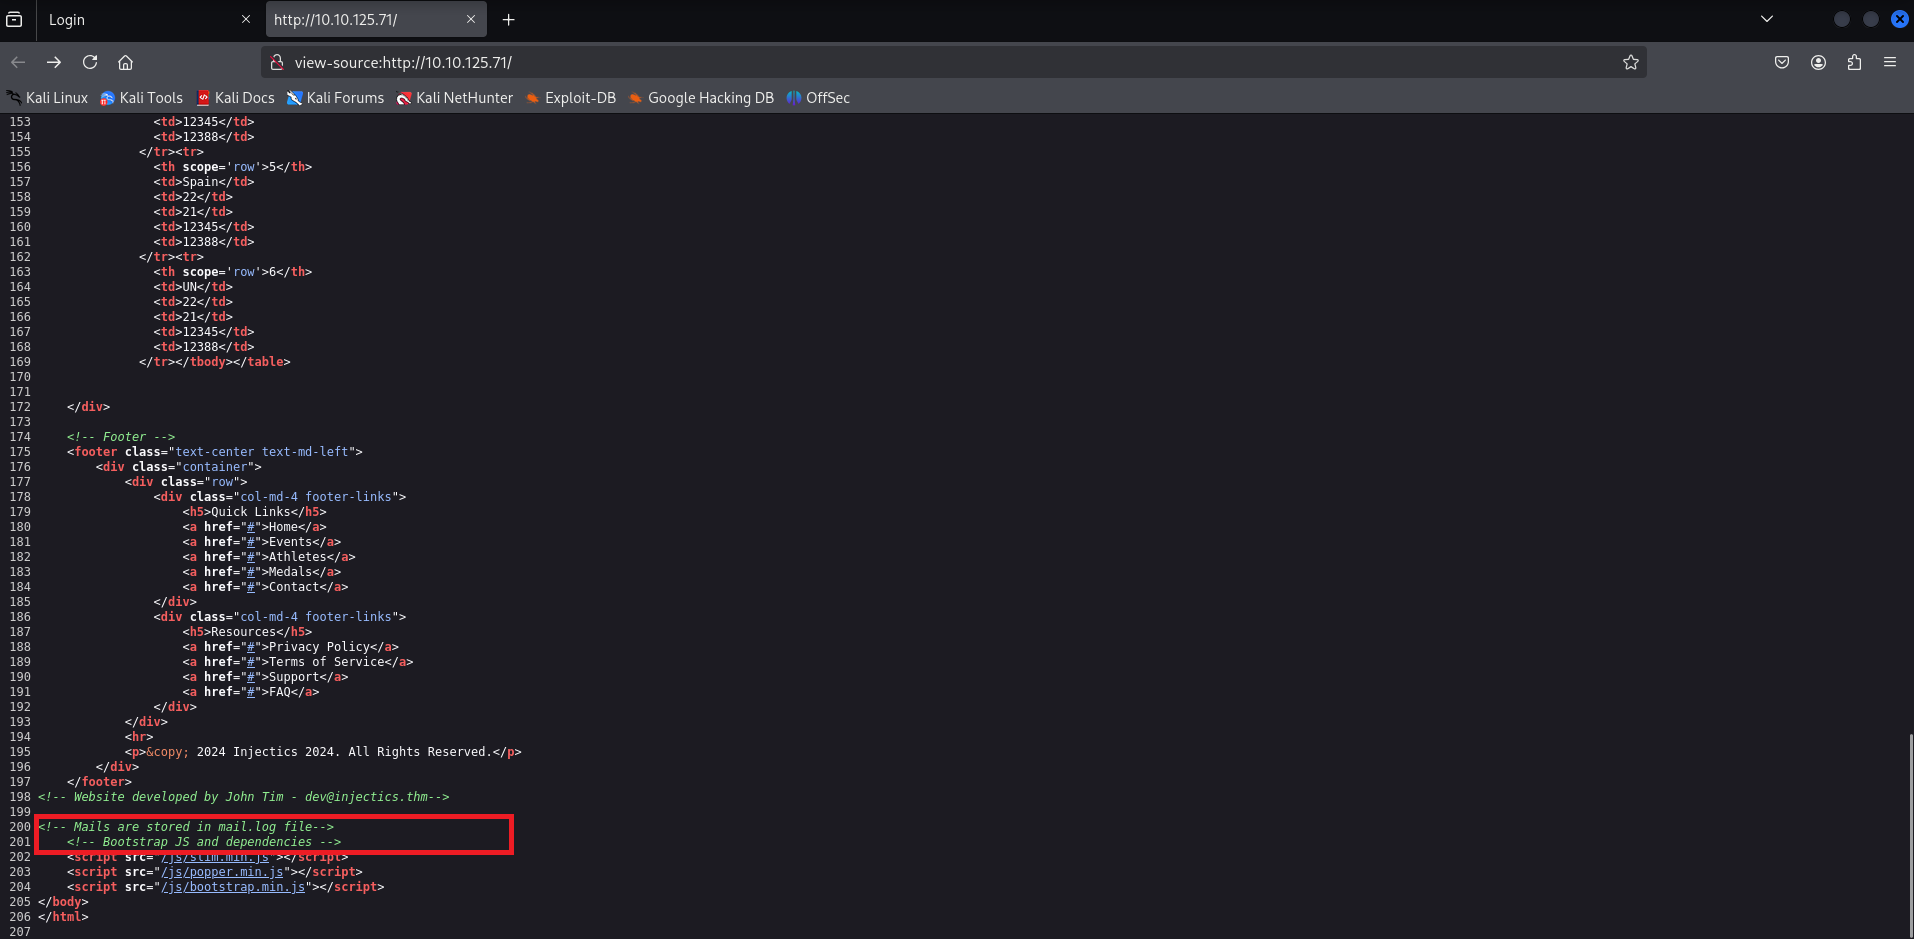 Login
http://10.10.125.71/
view-source:http://10.10.125.71/
Kali Linux Kali Tools Kali Docs Kali Forums Kali NetHunter Exploit-DB Google Hacking DB OffSec
153 <td>12345</td>
154 <td>12388</td>
155 </tr><tr>
156 <th scope='row'>5</th>
157 <td>Spain</td>
158 <td>22</td>
159 <td>21</td>
160 <td>12345</td>
161 <td>12388</td>
162 </tr><tr>
163 <th scope='row'>6</th>
164 <td>UN</td>
165 <td>22</td>
166 <td>21</td>
167 <td>12345</td>
168 <td>12388</td>
169 </tr></tbody></table>
170
171
172 </div>
173
174 <!-- Footer -->
175 <footer class="text-center text-md-left">
176 <div class="container">
177 <div class="row">
178 <div class="col-md-4 footer-links">
179 <h5>Quick Links</h5>
180 <a href="#">Home</a>
181 <a href="#">Events</a>
182 <a href="#">Athletes</a>
183 <a href="#">Medals</a>
184 <a href="#">Contact</a>
185 </div>
186 <div class="col-md-4 footer-links">
187 <h5>Resources</h5>
188 <a href="#">Privacy Policy</a>
189 <a href="#">Terms of Service</a>
190 <a href="#">Support</a>
191 <a href="#">FAQ</a>
192 </div>
193 </div>
194 <hr>
195 <p>&copy; 2024 Injectics 2024. All Rights Reserved.</p>
196 </div>
197 </footer>
198 <!-- Website developed by John Tim - dev@injectics.thm-->
199
200 <!-- Mails are stored in mail.log file-->
201 <!-- Bootstrap JS and dependencies -->
202 <script src="/js/slim.min.js"></script>
203 <script src="/js/popper.min.js"></script>
204 <script src="/js/bootstrap.min.js"></script>
205 </body>
206 </html>
207